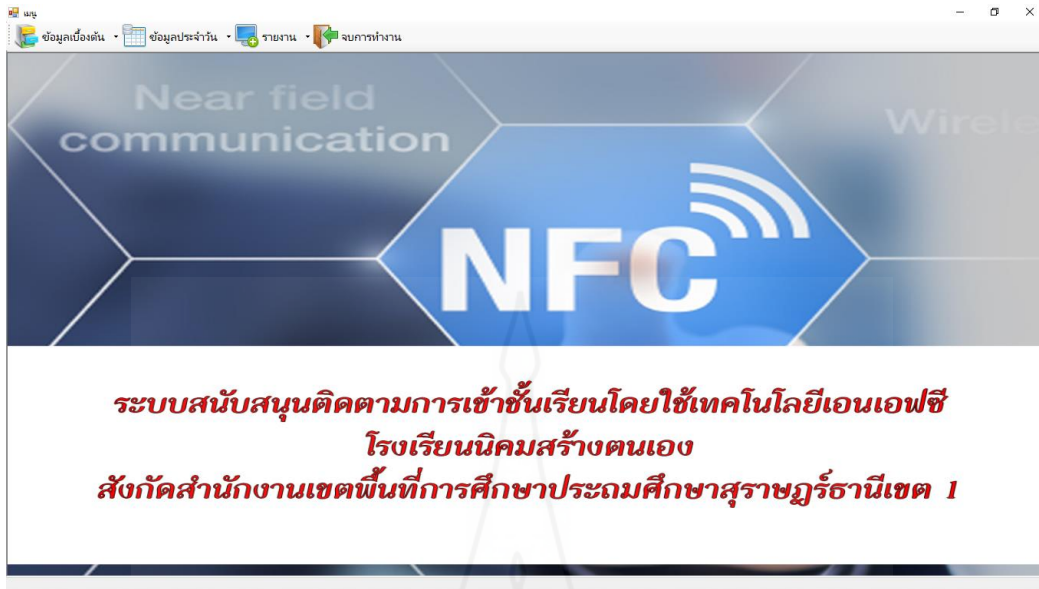 เมนู
ข้อมูลเบื้องต้น ข้อมูลประจำวัน รายงาน จบการทำงาน
Near field
communication
Wirele
NFC
ระบบสนับสนุนติดตามการเข้าชั้นเรียนโดยใช้เทคโนโลยีเอนเอฟซี
โรงเรียนนิคมสร้างตนเอง
สังกัดสำนักงานเขตพื้นที่การศึกษาประถมศึกษาสุราษฎร์ธานีเขต 1